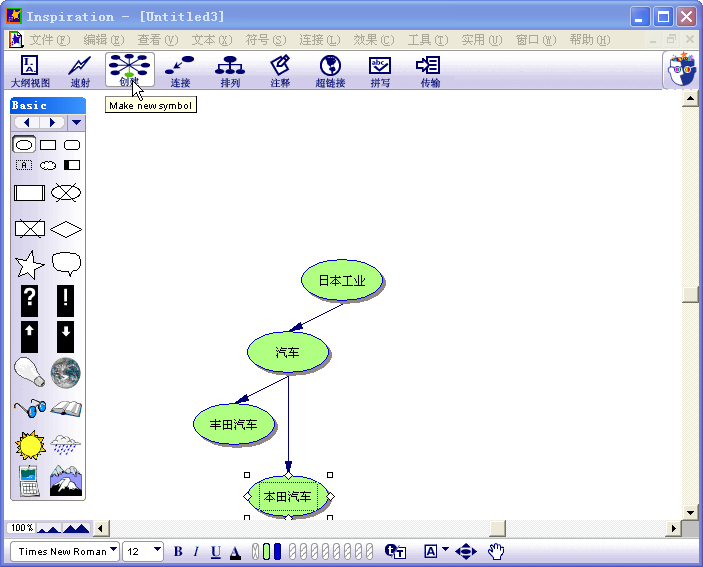 Inspiration - [Untitled3]
文件(F) 编辑(E) 查看(V) 文本(X) 符号(S) 连接(L) 效果(C) 工具(T) 实用(U) 窗口(W) 帮助(H)
大纲视图 速射 创建 连接 排列 注释 超链接 拼写 传输
Make new symbol
Basic
A
?
!
日本工业
汽车
丰田汽车
本田汽车
100%
Times New Roman 12 B I U A